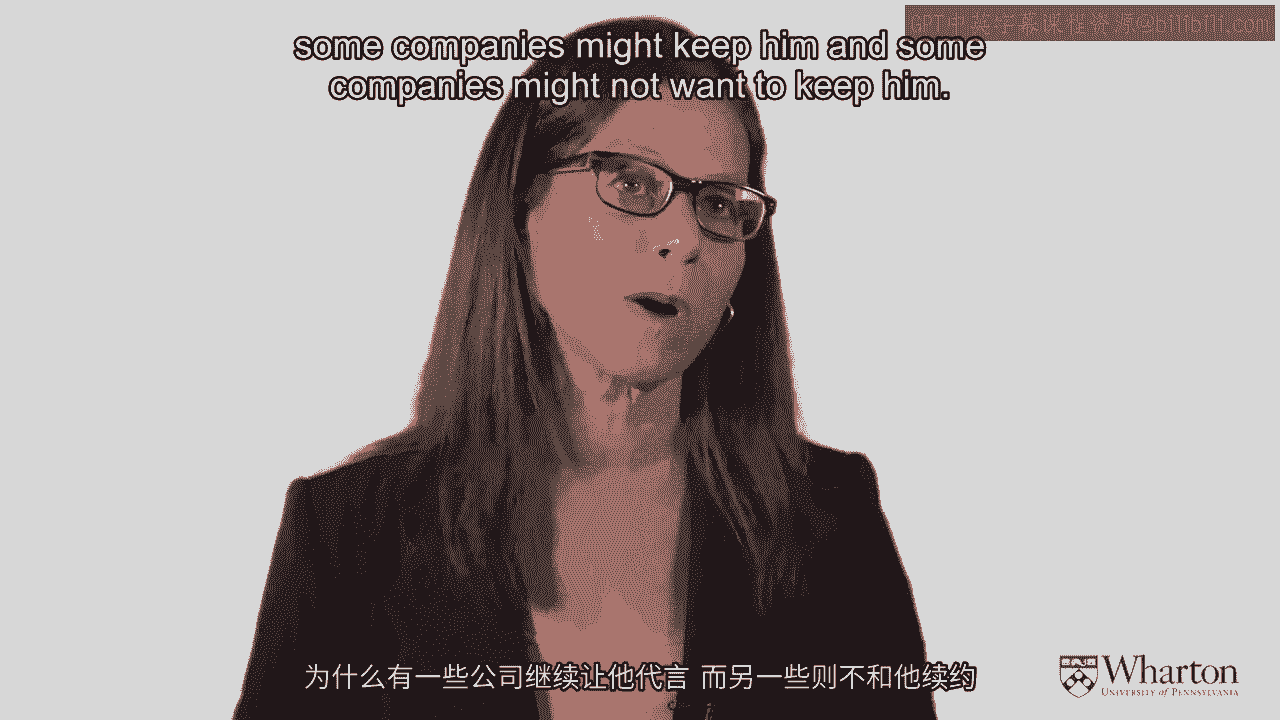 some companies might keep him and some
companies might not want to keep him.
为什么有一些公司继续让他代言 而另一些则不和他续约
Wharton
UNIVERSITY of PENNSYLVANIA